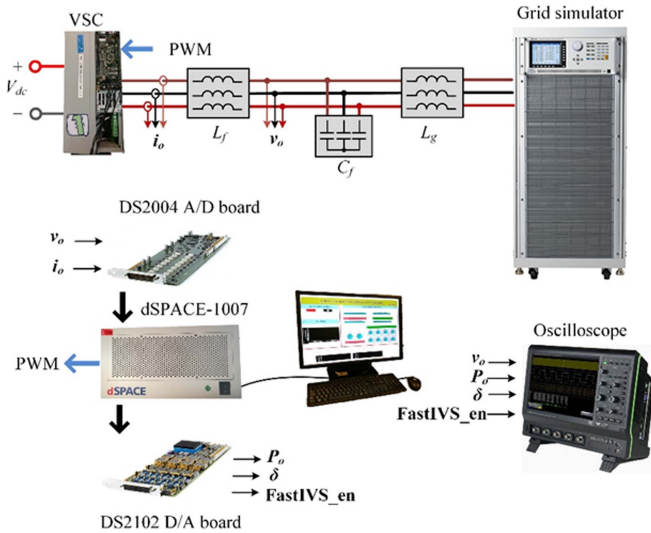 VSC
Grid simulator
PWM
+
V_dc
−
i_o
L_f
v_o
C_f
L_g
DS2004 A/D board
v_o
i_o
dSPACE-1007
PWM
dSPACE
Oscilloscope
v_o
P_o
δ
FastIVS_en
P_o
δ
FastIVS_en
DS2102 D/A board